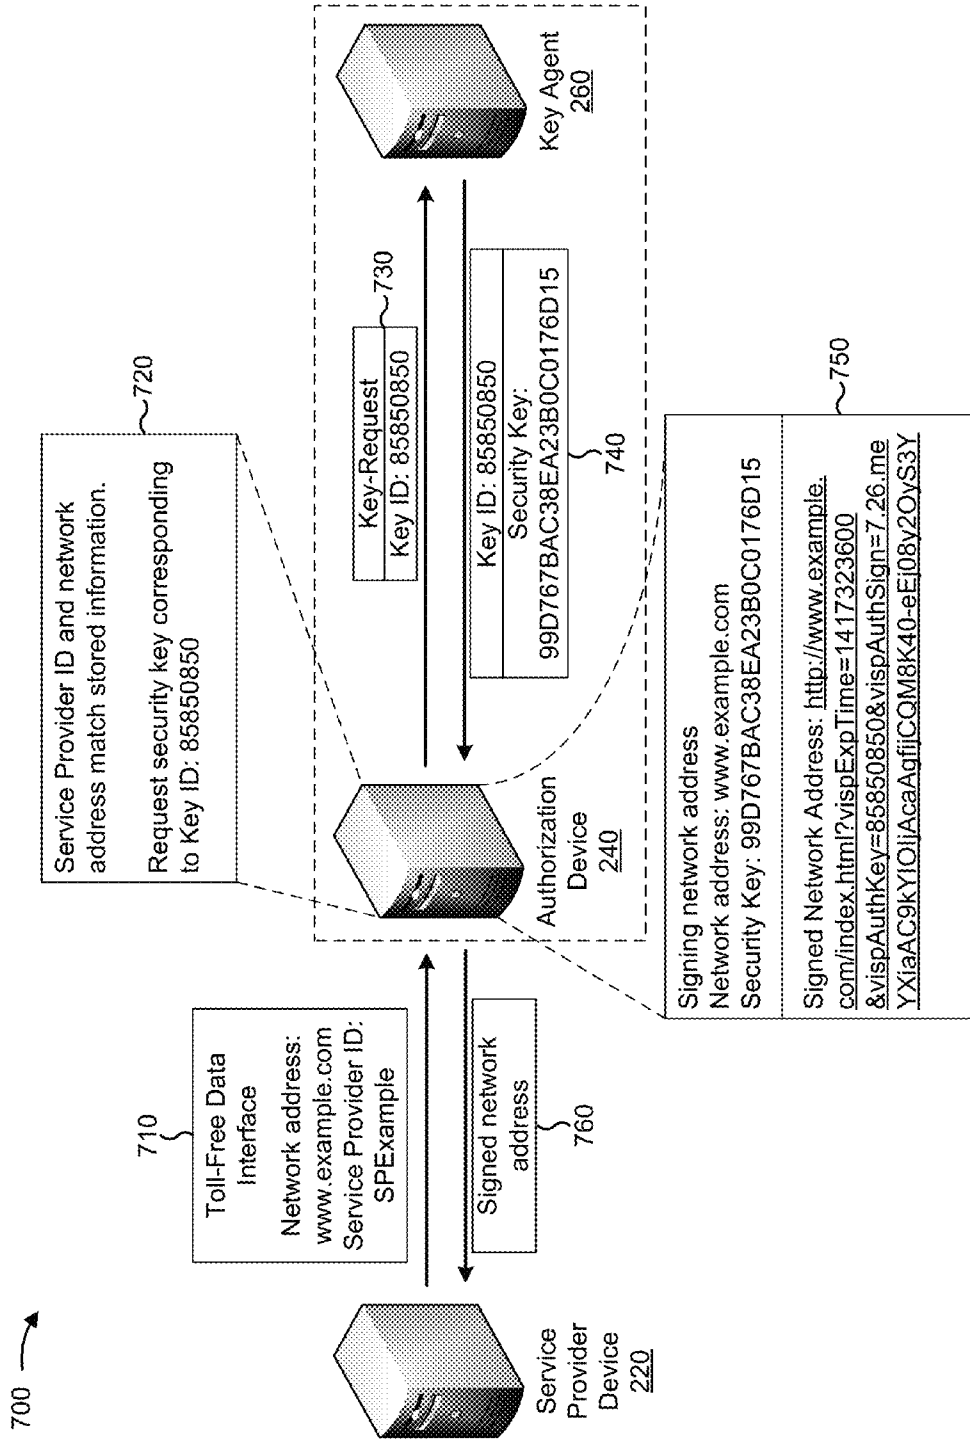 700
Service Provider ID and network
address match stored information.
Request security key corresponding
to Key ID: 85850850
720
710
Toll-Free Data
Interface
Network address:
www.example.com
Service Provider ID:
SPExample
Key-Request
Key ID: 85850850
730
Signed network
address
760
Key ID: 85850850
Security Key:
99D767BAC38EA23B0C0176D15
740
Service
Provider
Device
220
Authorization
Device
240
Key Agent
260
Signing network address
Network address: www.example.com
Security Key: 99D767BAC38EA23B0C0176D15
Signed Network Address: http://www.example.
com/index.html?vispExpTime=1417323600
&vispAuthKey=85850850&vispAuthSign=7.26.me
750